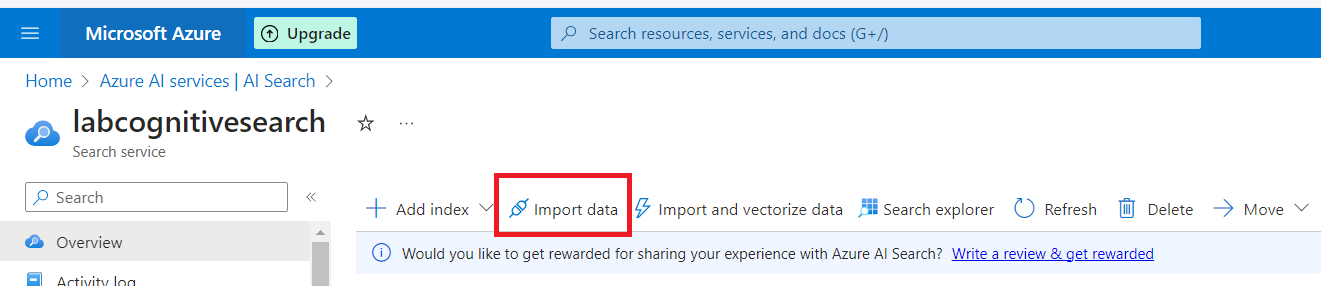 Microsoft Azure
Upgrade
Search resources, services, and docs (G+/)
Home > Azure AI services | AI Search >
labcognitivesearch
...
Search service
Search
«
Add index
Import data
Import and vectorize data
Search explorer
Refresh
Delete
Move
Overview
Would you like to get rewarded for sharing your experience with Azure AI Search? Write a review & get rewarded
Activity log